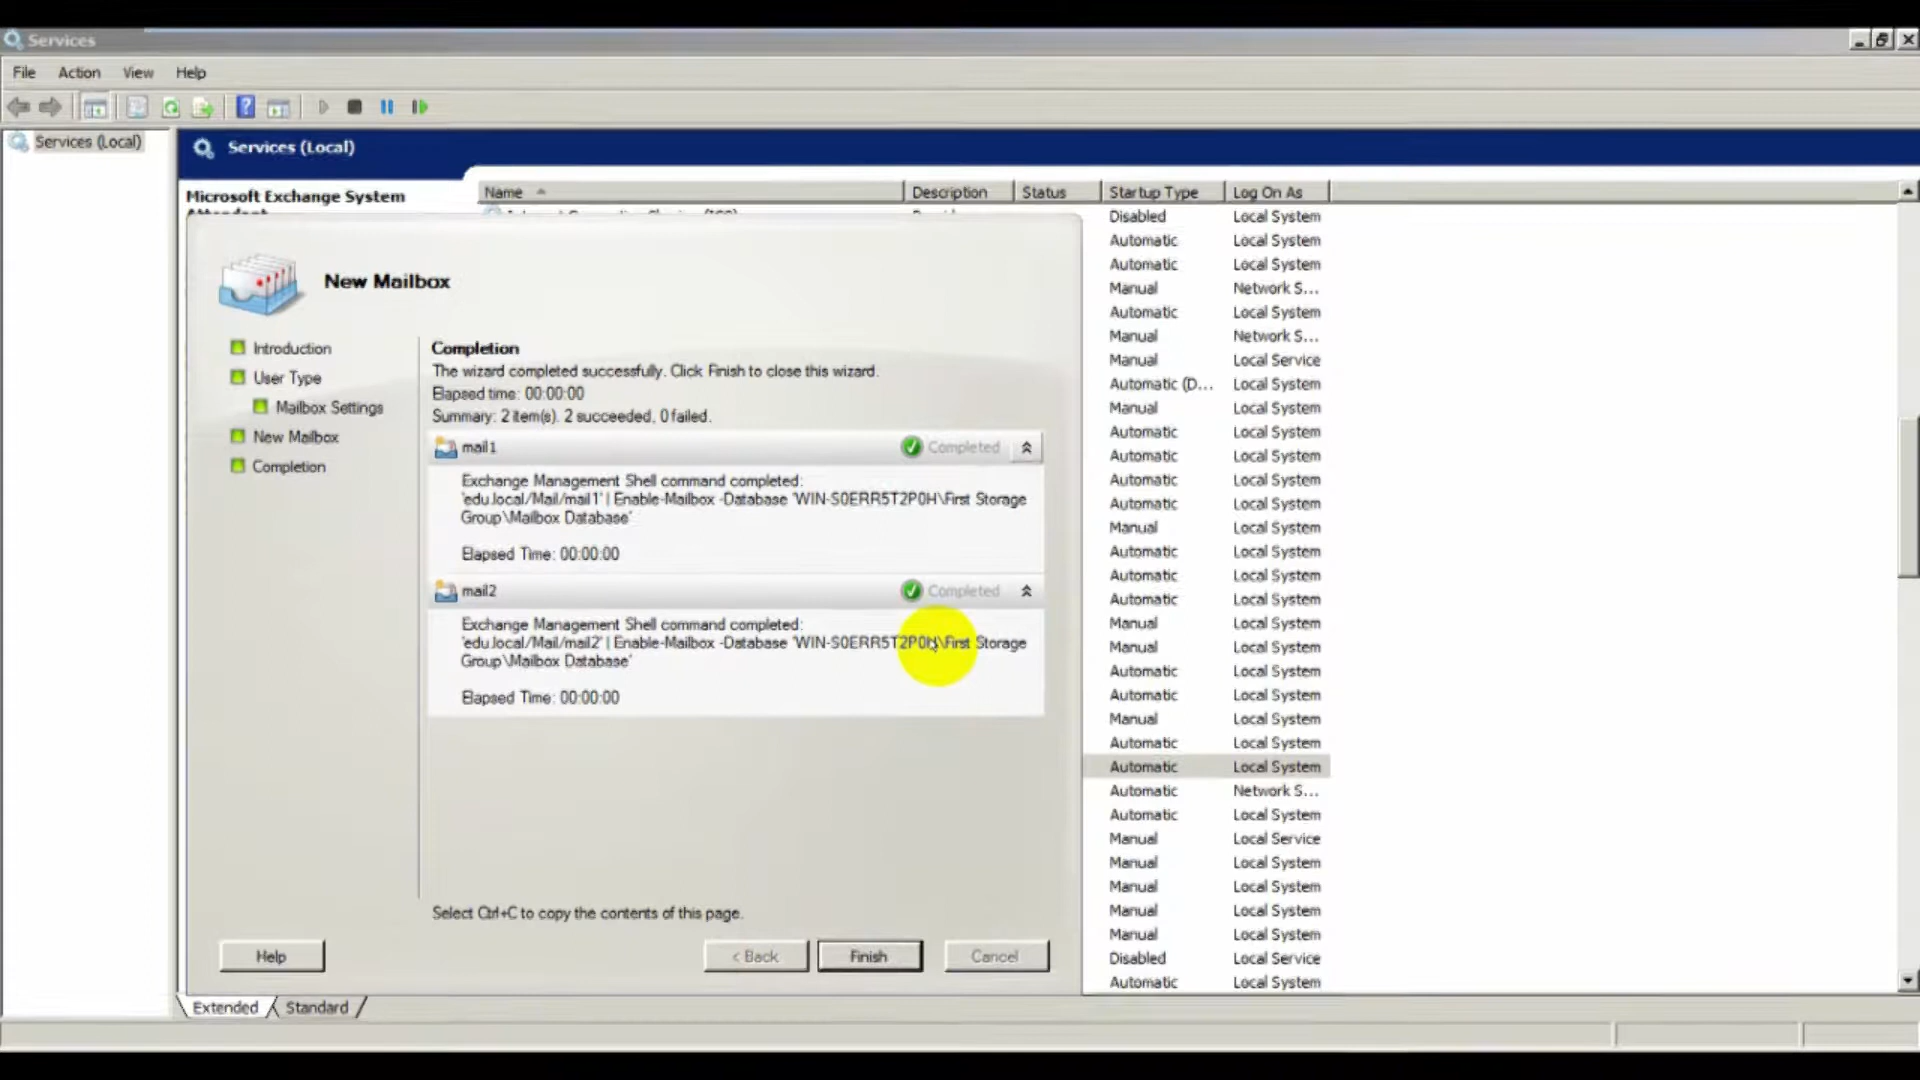 Services
File Action View Help
Services (Local)
Services (Local)
Microsoft Exchange System
Name Description Status Startup Type Log On As
New Mailbox
Introduction
User Type
Mailbox Settings
New Mailbox
Completion
Completion
The wizard completed successfully. Click Finish to close this wizard.
Elapsed time: 00:00:00
Summary: 2 item(s). 2 succeeded, 0 failed.
mail1 Completed
Exchange Management Shell command completed:
'edu.local/Mail/mail1' | Enable-Mailbox -Database 'WIN-S0ERR5T2P0H\First Storage
Group\Mailbox Database'
Elapsed Time: 00:00:00
mail2 Completed
Exchange Management Shell command completed:
'edu.local/Mail/mail2' | Enable-Mailbox -Database 'WIN-S0ERR5T2P0H\First Storage
Group\Mailbox Database'
Elapsed Time: 00:00:00
Select Ctrl+C to copy the contents of this page.
Help < Back Finish Cancel
Disabled Local System
Automatic Local System
Automatic Local System
Manual Network S...
Automatic Local System
Manual Network S...
Manual Local Service
Automatic (D... Local System
Manual Local System
Automatic Local System
Automatic Local System
Automatic Local System
Automatic Local System
Manual Local System
Automatic Local System
Automatic Local System
Automatic Local System
Manual Local System
Manual Local System
Automatic Local System
Automatic Local System
Manual Local System
Automatic Local System
Automatic Local System
Automatic Network S...
Automatic Local System
Manual Local Service
Manual Local System
Manual Local System
Manual Local System
Manual Local System
Disabled Local Service
Automatic Local System
Extended Standard